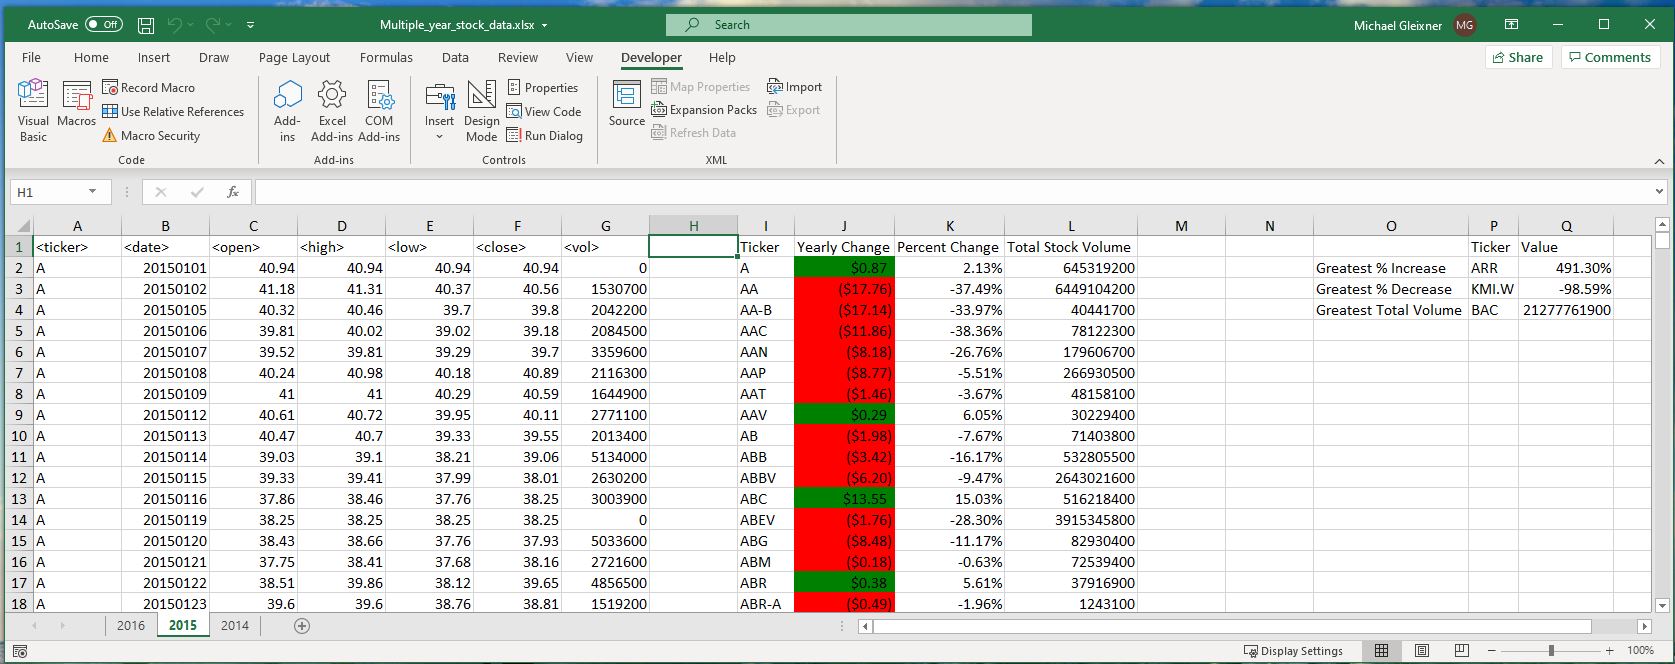 AutoSave Off Multiple_year_stock_data.xlsx Search Michael Gleixner MG
File Home Insert Draw Page Layout Formulas Data Review View Developer Help Share Comments
Visual Basic
Macros
Record Macro
Use Relative References
Macro Security
Code
Add-ins
Excel Add-ins
COM Add-ins
Add-ins
Insert
Design Mode
Properties
View Code
Run Dialog
Controls
Source
Map Properties
Expansion Packs
Refresh Data
Import
Export
XML
H1 fx
A B C D E F G H I J K L M N O P Q
1 <ticker> <date> <open> <high> <low> <close> <vol> Ticker Yearly Change Percent Change Total Stock Volume Ticker Value
2 A 20150101 40.94 40.94 40.94 40.94 0 A $0.87 2.13% 645319200 Greatest % Increase ARR 491.30%
3 A 20150102 41.18 41.31 40.37 40.56 1530700 AA ($17.76) -37.49% 6449104200 Greatest % Decrease KMI.W -98.59%
4 A 20150105 40.32 40.46 39.7 39.8 2042200 AA-B ($17.14) -33.97% 40441700 Greatest Total Volume BAC 21277761900
5 A 20150106 39.81 40.02 39.02 39.18 2084500 AAC ($11.86) -38.36% 78122300
6 A 20150107 39.52 39.81 39.29 39.7 3359600 AAN ($8.18) -26.76% 179606700
7 A 20150108 40.24 40.98 40.18 40.89 2116300 AAP ($8.77) -5.51% 266930500
8 A 20150109 41 41 40.29 40.59 1644900 AAT ($1.46) -3.67% 48158100
9 A 20150112 40.61 40.72 39.95 40.11 2771100 AAV $0.29 6.05% 30229400
10 A 20150113 40.47 40.7 39.33 39.55 2013400 AB ($1.98) -7.67% 71403800
11 A 20150114 39.03 39.1 38.21 39.06 5134000 ABB ($3.42) -16.17% 532805500
12 A 20150115 39.33 39.41 37.99 38.01 2630200 ABBV ($6.20) -9.47% 2643021600
13 A 20150116 37.86 38.46 37.76 38.25 3003900 ABC $13.55 15.03% 516218400
14 A 20150119 38.25 38.25 38.25 38.25 0 ABEV ($1.76) -28.30% 3915345800
15 A 20150120 38.43 38.66 37.76 37.93 5033600 ABG ($8.48) -11.17% 82930400
16 A 20150121 37.75 38.41 37.68 38.16 2721600 ABM ($0.18) -0.63% 72539400
17 A 20150122 38.51 39.86 38.12 39.65 4856500 ABR $0.38 5.61% 37916900
18 A 20150123 39.6 39.6 38.76 38.81 1519200 ABR-A ($0.49) -1.96% 1243100
2016 2015 2014
Display Settings 100%